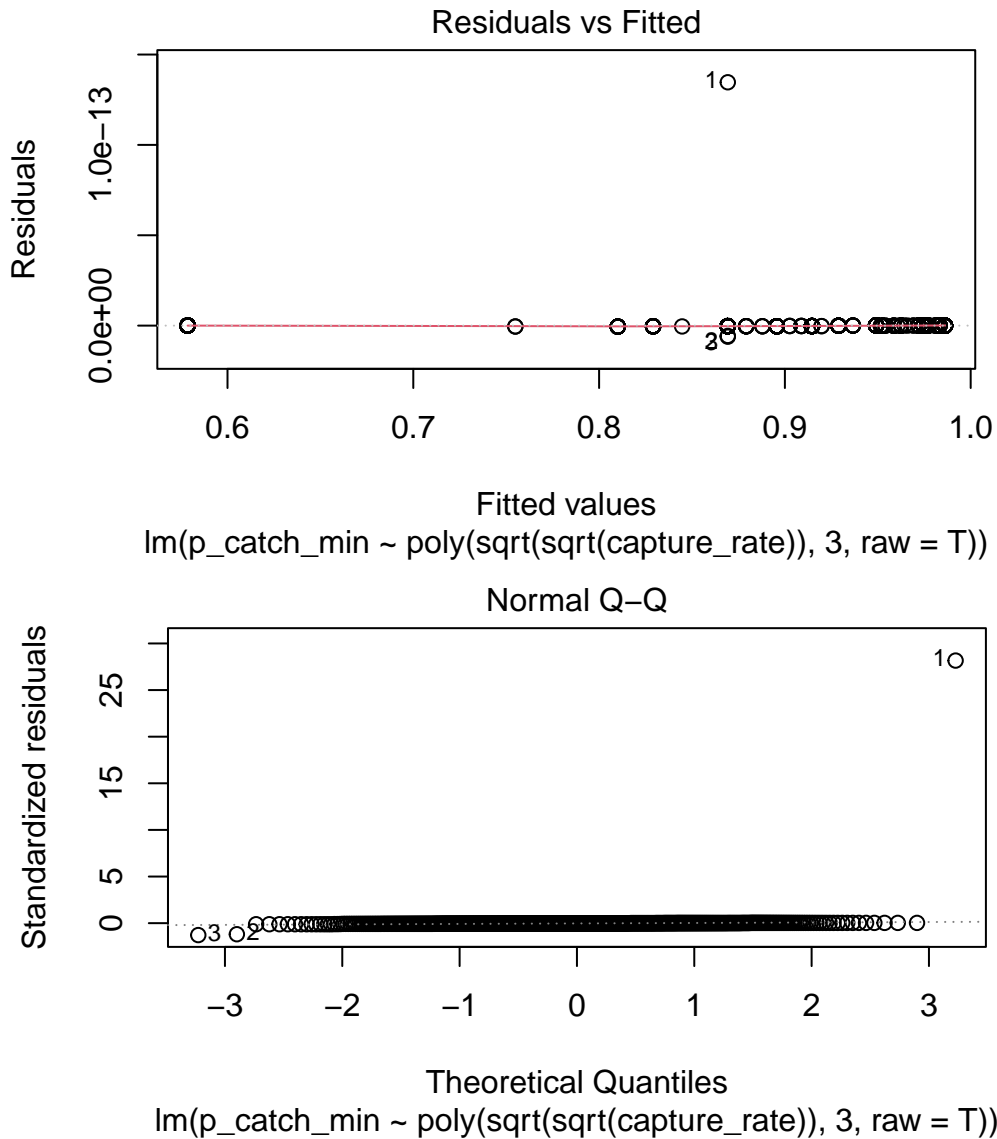 Residuals vs Fitted
Residuals
1.0e−13
0.0e+00
1
3
0.6 0.7 0.8 0.9 1.0
Fitted values
lm(p_catch_min ~ poly(sqrt(sqrt(capture_rate)), 3, raw = T))
Normal Q−Q
Standardized residuals
25
15
5
0
1
3
2
−3 −2 −1 0 1 2 3
Theoretical Quantiles
lm(p_catch_min ~ poly(sqrt(sqrt(capture_rate)), 3, raw = T))